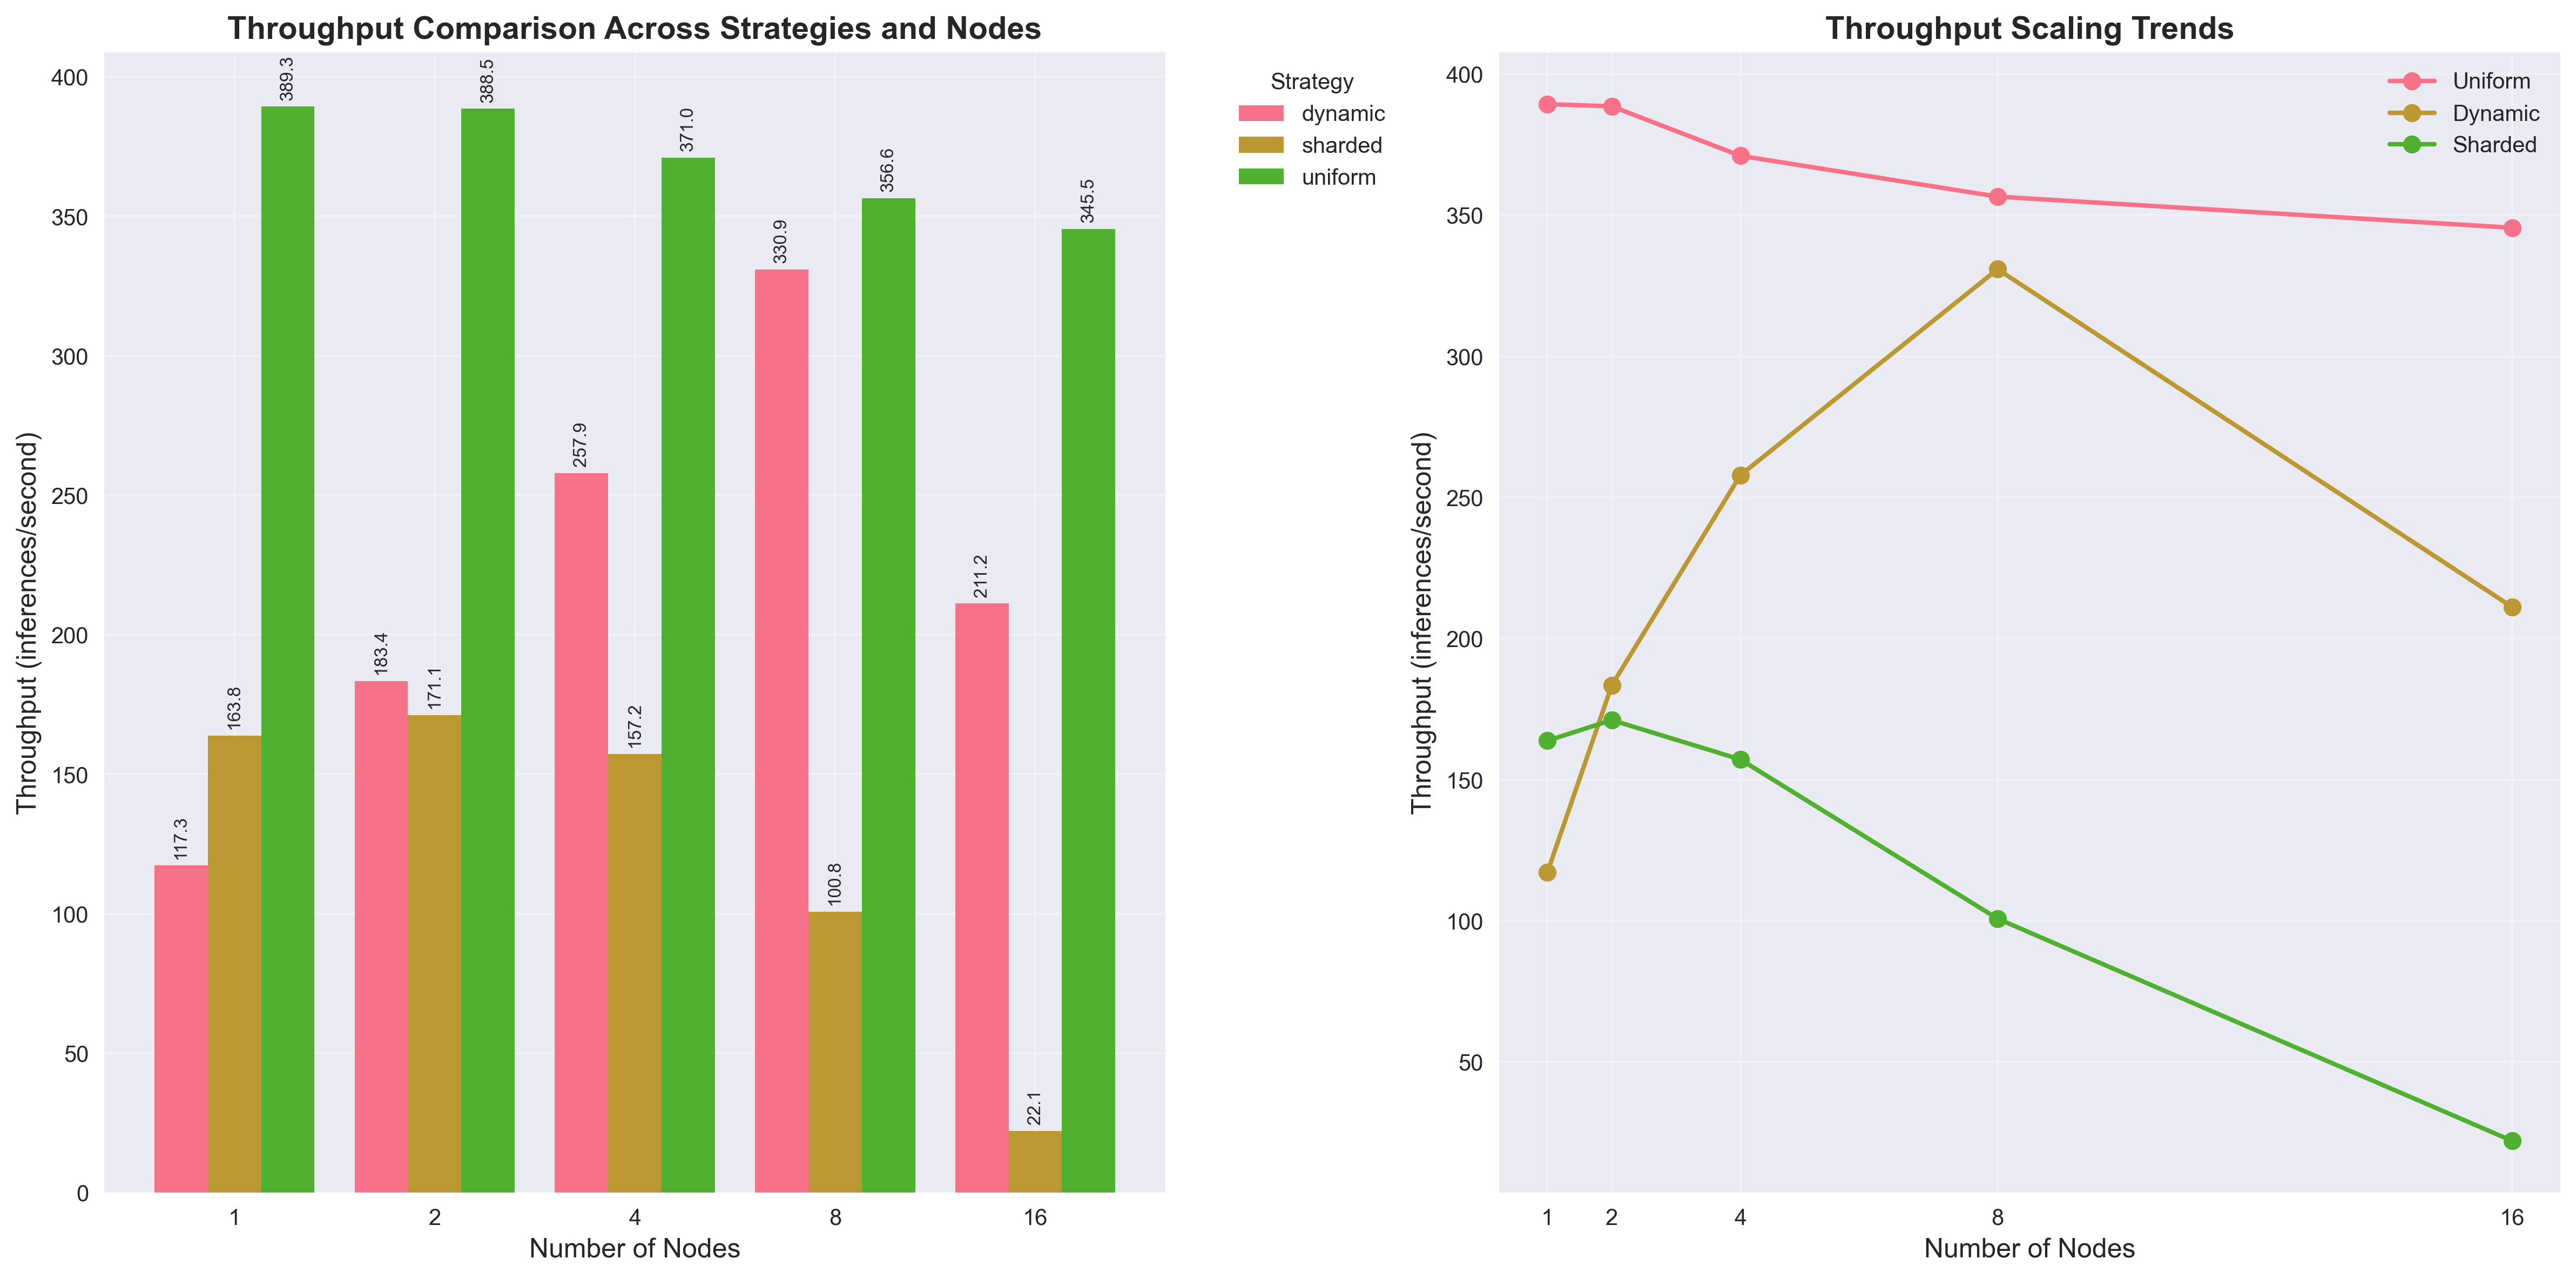 Throughput Comparison Across Strategies and Nodes
Throughput (inferences/second)
400
350
300
250
200
150
100
50
0
117.3
163.8
389.3
183.4
171.1
388.5
257.9
157.2
371.0
330.9
100.8
356.6
211.2
22.1
345.5
1 2 4 8 16
Number of Nodes
Strategy
dynamic
sharded
uniform
Throughput Scaling Trends
Throughput (inferences/second)
400
350
300
250
200
150
100
50
Uniform
Dynamic
Sharded
1 2 4 8 16
Number of Nodes